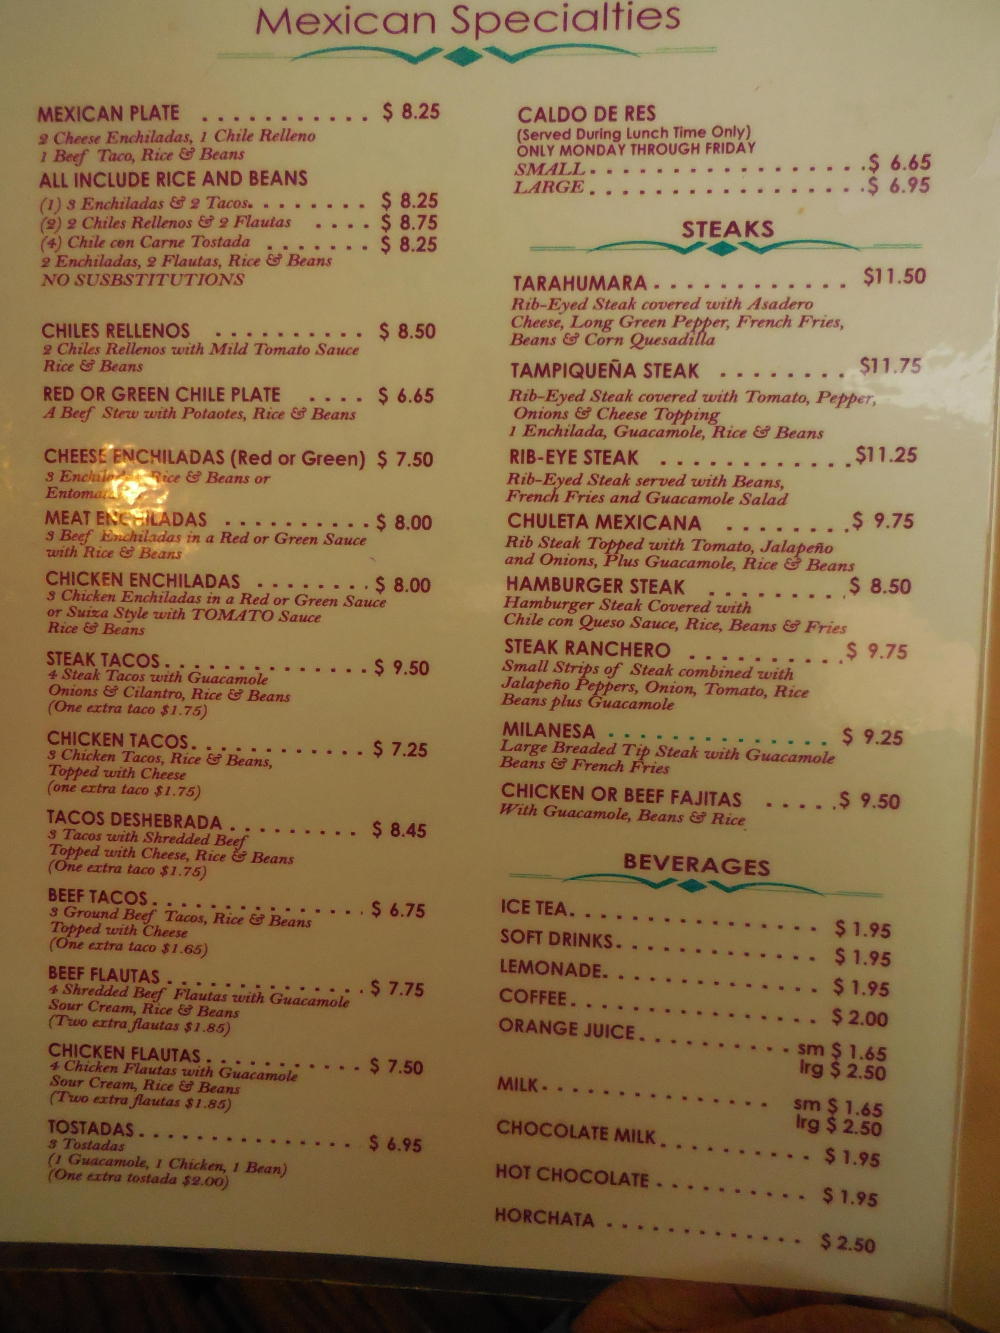 Mexican Specialties
MEXICAN PLATE . . . . . . . . . . . $ 8.25
2 Cheese Enchiladas, 1 Chile Relleno
1 Beef Taco, Rice & Beans
ALL INCLUDE RICE AND BEANS
(1) 3 Enchiladas & 2 Tacos. . . . . . . . $ 8.25
(2) 2 Chiles Rellenos & 2 Flautas . . . . $ 8.75
(4) Chile con Carne Tostada . . . . . . . $ 8.25
2 Enchiladas, 2 Flautas, Rice & Beans
NO SUSBSTITUTIONS
CHILES RELLENOS . . . . . . . . . . $ 8.50
2 Chiles Rellenos with Mild Tomato Sauce
Rice & Beans
RED OR GREEN CHILE PLATE . . . . $ 6.65
A Beef Stew with Potaotes, Rice & Beans
CHEESE ENCHILADAS (Red or Green) $ 7.50
3 Rice & Beans or
MEAT ENCHILADAS . . . . . . . . . . $ 8.00
3 Beef Enchiladas in a Red or Green Sauce
with Rice & Beans
CHICKEN ENCHILADAS . . . . . . . . $ 8.00
3 Chicken Enchiladas in a Red or Green Sauce
or Suiza Style with TOMATO Sauce
Rice & Beans
STEAK TACOS . . . . . . . . . . . . . . $ 9.50
4 Steak Tacos with Guacamole
Onions & Cilantro, Rice & Beans
(One extra taco $1.75)
CHICKEN TACOS. . . . . . . . . . . . $ 7.25
3 Chicken Tacos, Rice & Beans,
Topped with Cheese
(one extra taco $1.75)
TACOS DESHEBRADA . . . . . . . . . $ 8.45
3 Tacos with Shredded Beef
Topped with Cheese, Rice & Beans
(One extra taco $1.75)
BEEF TACOS. . . . . . . . . . . . . . $ 6.75
3 Ground Beef Tacos, Rice & Beans
Topped with Cheese
(One extra taco $1.65)
BEEF FLAUTAS . . . . . . . . . . . . . $ 7.75
4 Shredded Beef Flautas with Guacamole
Sour Cream, Rice & Beans
(Two extra flautas $1.85)
CHICKEN FLAUTAS . . . . . . . . . . $ 7.50
4 Chicken Flautas with Guacamole
Sour Cream, Rice & Beans
(Two extra flautas $1.85)
TOSTADAS . . . . . . . . . . . . . . . $ 6.95
3 Tostadas
(1 Guacamole, 1 Chicken, 1 Bean)
(One extra tostada $2.00)
CALDO DE RES
(Served During Lunch Time Only)
ONLY MONDAY THROUGH FRIDAY
SMALL . . . . . . . . . . . . . . . . . $ 6.65
LARGE . . . . . . . . . . . . . . . . . $ 6.95
STEAKS
TARAHUMARA . . . . . . . . . . . . $11.50
Rib-Eyed Steak covered with Asadero
Cheese, Long Green Pepper, French Fries,
Beans & Corn Quesadilla
TAMPIQUEÑA STEAK . . . . . . . . $11.75
Rib-Eyed Steak covered with Tomato, Pepper,
Onions & Cheese Topping
1 Enchilada, Guacamole, Rice & Beans
RIB-EYE STEAK . . . . . . . . . . . . $11.25
Rib-Eyed Steak served with Beans,
French Fries and Guacamole Salad
CHULETA MEXICANA . . . . . . . . $ 9.75
Rib Steak Topped with Tomato, Jalapeño
and Onions, Plus Guacamole, Rice & Beans
HAMBURGER STEAK . . . . . . . . . $ 8.50
Hamburger Steak Covered with
Chile con Queso Sauce, Rice, Beans & Fries
STEAK RANCHERO . . . . . . . . . . $ 9.75
Small Strips of Steak combined with
Jalapeño Peppers, Onion, Tomato, Rice
Beans plus Guacamole
MILANESA . . . . . . . . . . . . . . $ 9.25
Large Breaded Tip Steak with Guacamole
Beans & French Fries
CHICKEN OR BEEF FAJITAS . . . . . $ 9.50
With Guacamole, Beans & Rice
BEVERAGES
ICE TEA. . . . . . . . . . . . . . . $ 1.95
SOFT DRINKS. . . . . . . . . . . . . $ 1.95
LEMONADE. . . . . . . . . . . . . . $ 1.95
COFFEE. . . . . . . . . . . . . . . . $ 2.00
ORANGE JUICE. . . . . . . . . . . sm $ 1.65
lrg $ 2.50
MILK. . . . . . . . . . . . . . . sm $ 1.65
lrg $ 2.50
CHOCOLATE MILK. . . . . . . . . . $ 1.95
HOT CHOCOLATE . . . . . . . . . . $ 1.95
HORCHATA . . . . . . . . . . . . . $ 2.50